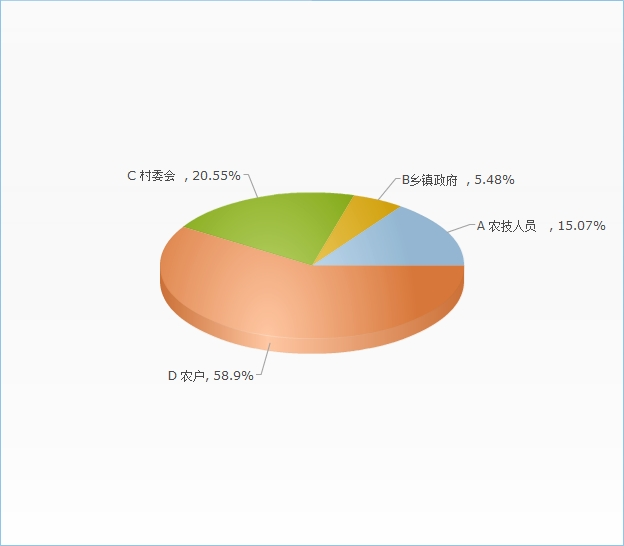 C 村委会 , 20.55%
B乡镇政府 , 5.48%
A 农技人员 , 15.07%
D 农户, 58.9%